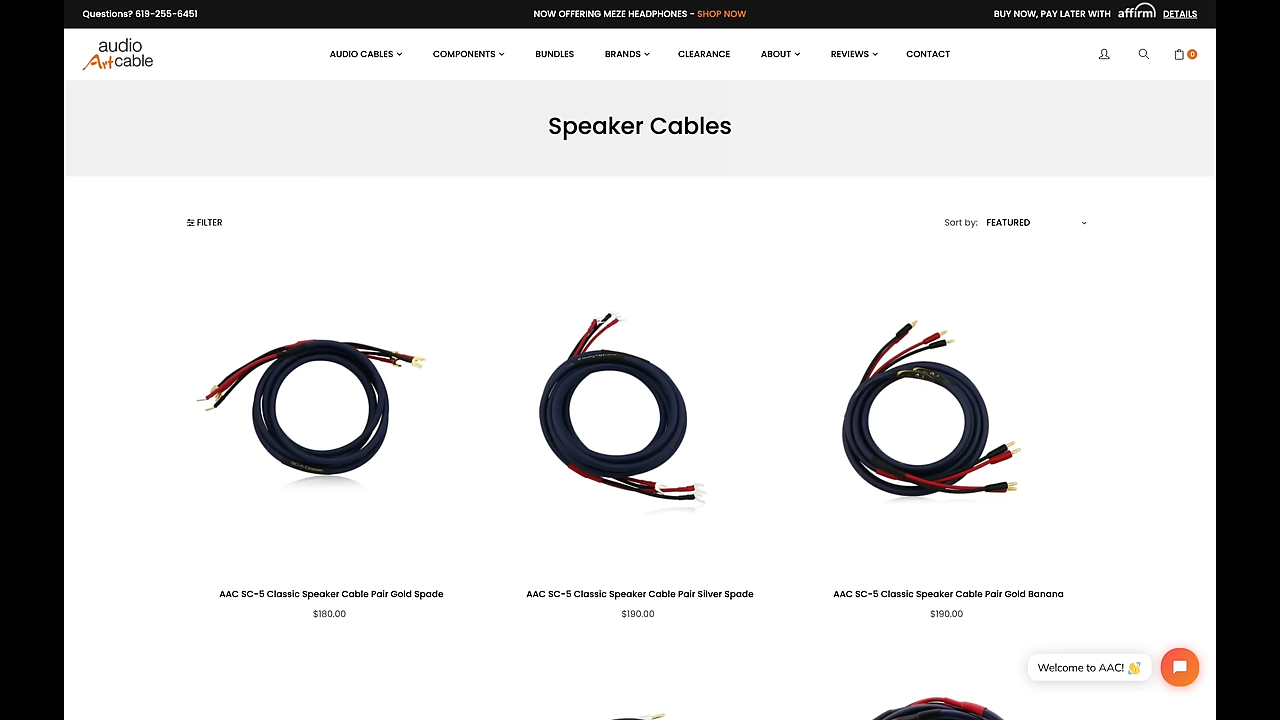 Questions? 619-255-6451
NOW OFFERING MEZE HEADPHONES - SHOP NOW
BUY NOW, PAY LATER WITH affirm DETAILS
audio
Artcable
AUDIO CABLES
COMPONENTS
BUNDLES
BRANDS
CLEARANCE
ABOUT
REVIEWS
CONTACT
0
Speaker Cables
FILTER
Sort by: FEATURED
AAC SC-5 Classic Speaker Cable Pair Gold Spade
$180.00
AAC SC-5 Classic Speaker Cable Pair Silver Spade
$190.00
AAC SC-5 Classic Speaker Cable Pair Gold Banana
$190.00
Welcome to AAC! 👋